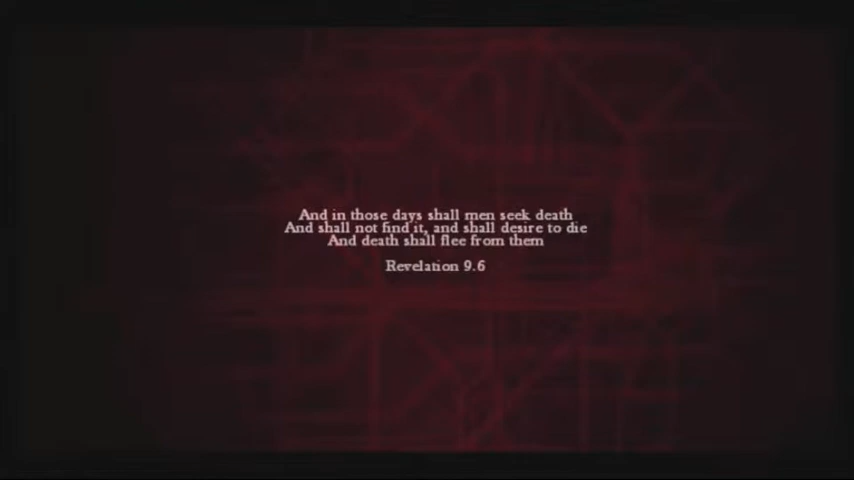 And in those days shall men seek death
And shall not find it, and shall desire to die
And death shall flee from them
Revelation 9.6